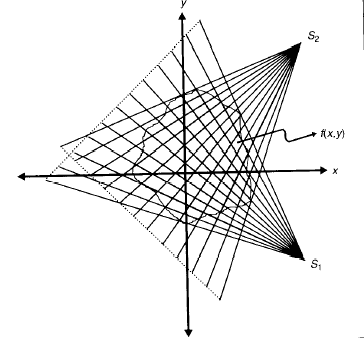 y
S₂
f(x,y)
x
S₁